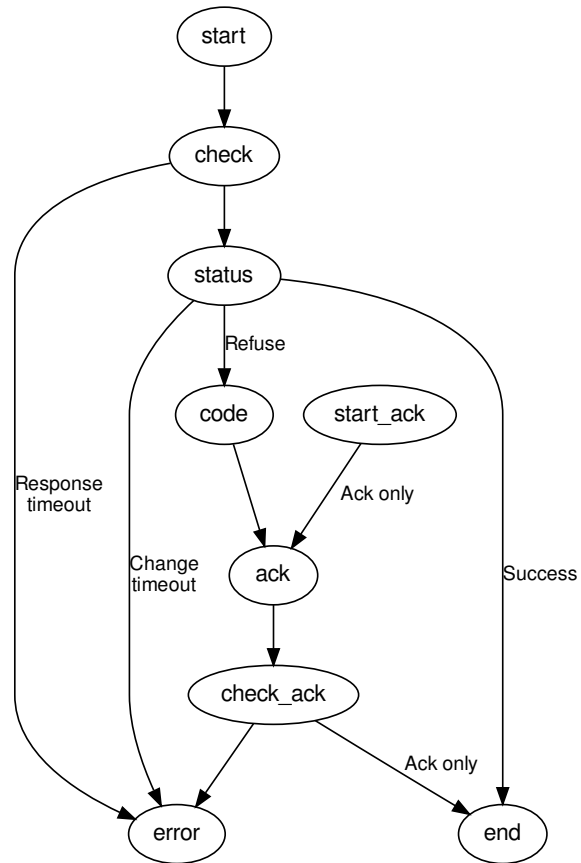 start
check
status
Refuse
code
start_ack
Response
timeout
Ack only
Change
timeout
ack
Success
check_ack
Ack only
error
end